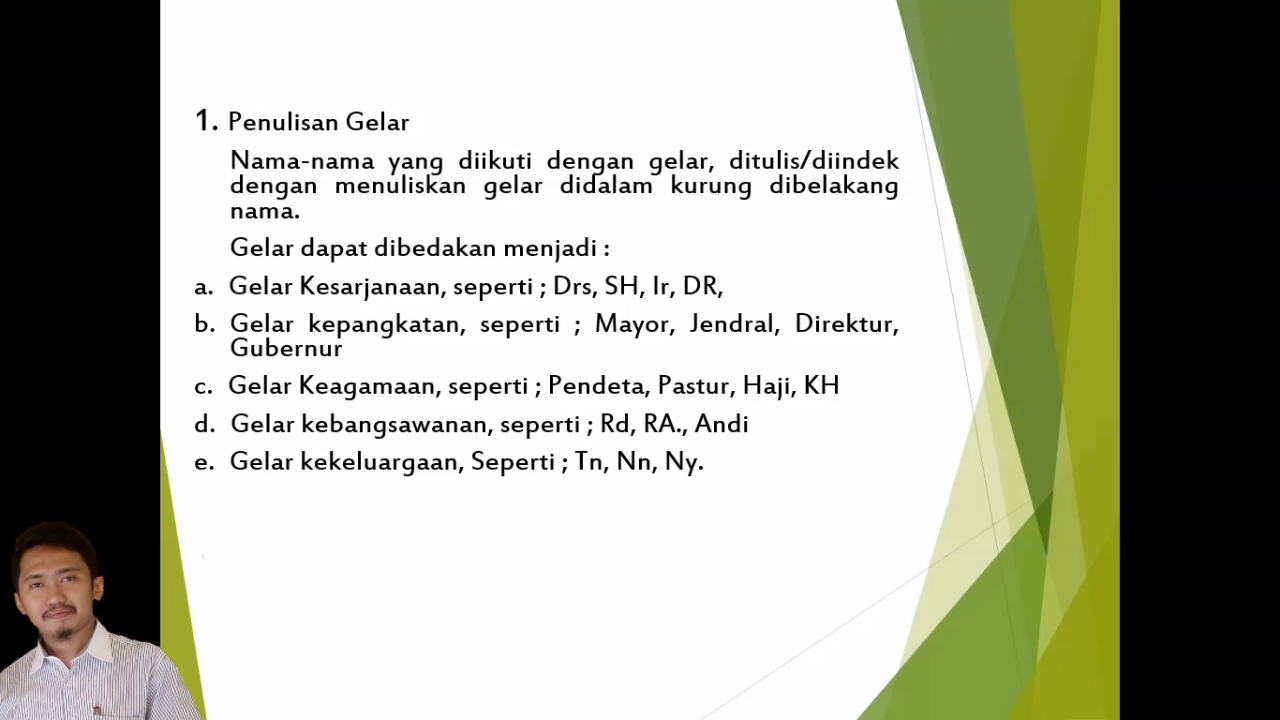 1. Penulisan Gelar
Nama-nama yang diikuti dengan gelar, ditulis/diindek
dengan menuliskan gelar didalam kurung dibelakang
nama.
Gelar dapat dibedakan menjadi :
a. Gelar Kesarjanaan, seperti ; Drs, SH, Ir, DR,
b. Gelar kepangkatan, seperti ; Mayor, Jendral, Direktur,
Gubernur
c. Gelar Keagamaan, seperti ; Pendeta, Pastur, Haji, KH
d. Gelar kebangsawanan, seperti ; Rd, RA., Andi
e. Gelar kekeluargaan, Seperti ; Tn, Nn, Ny.